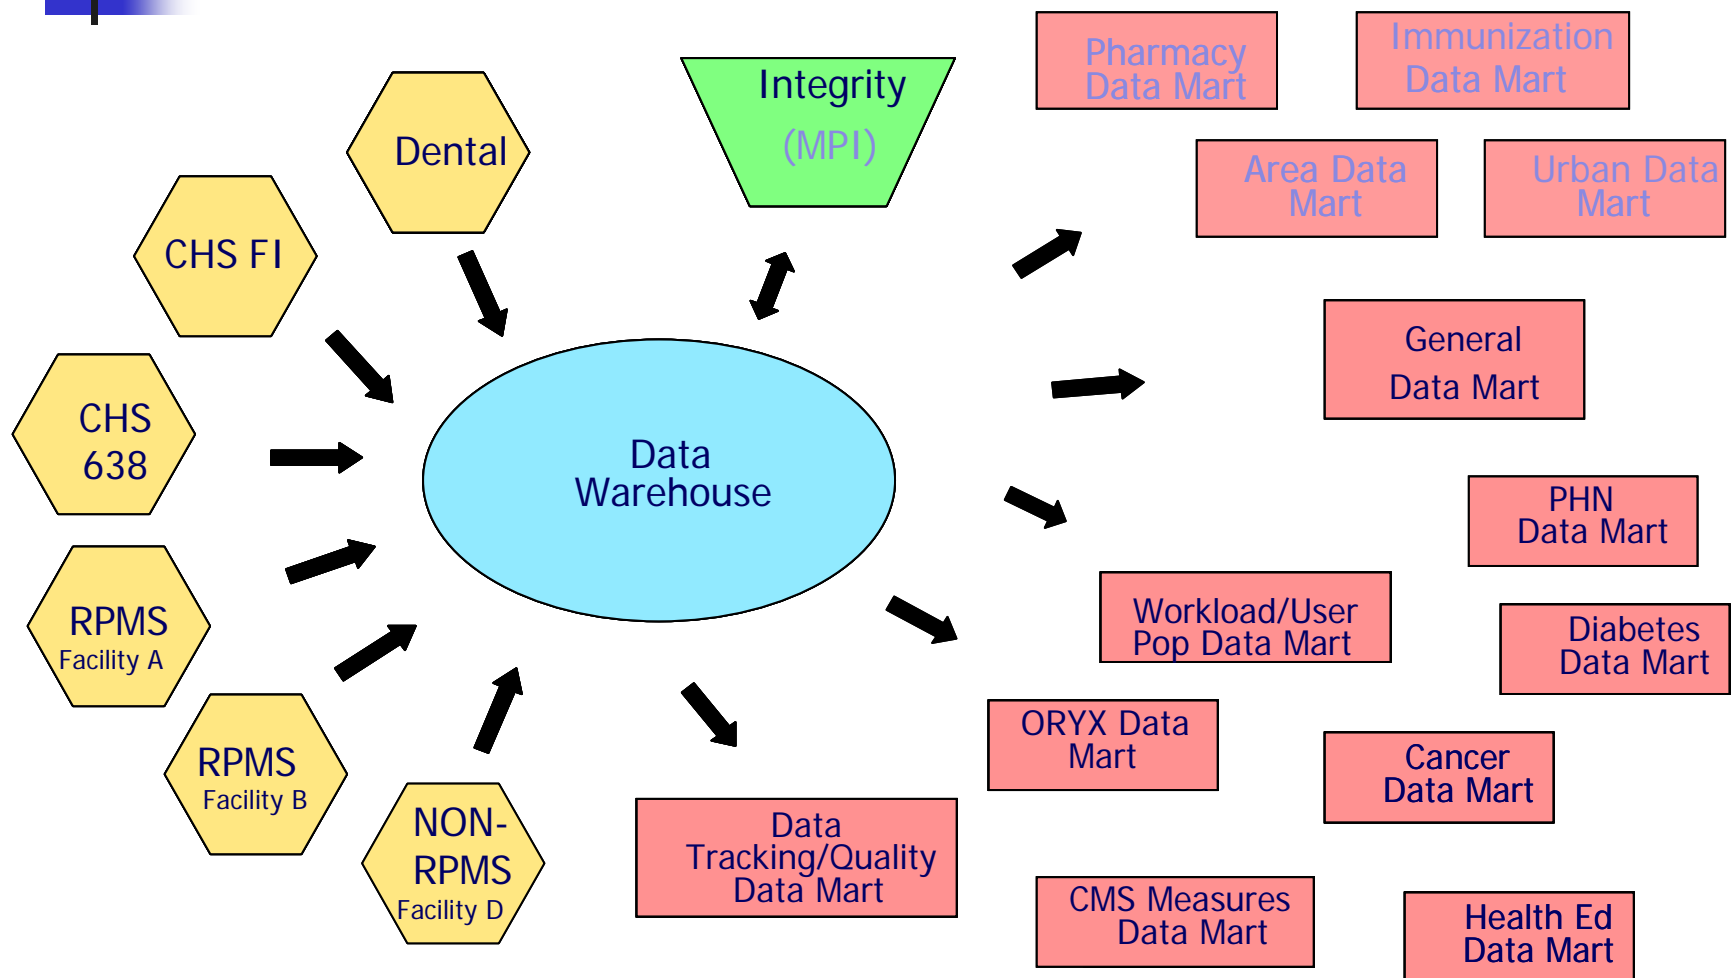 Pharmacy
Data Mart
Immunization
Data Mart
Integrity
(MPI)
Dental
Area Data
Mart
Urban Data
Mart
CHS FI
General
Data Mart
CHS
638
Data
Warehouse
PHN
Data Mart
RPMS
Facility A
Workload/User
Pop Data Mart
Diabetes
Data Mart
ORYX Data
Mart
RPMS
Facility B
Cancer
Data Mart
NON-
RPMS
Facility D
Data
Tracking/Quality
Data Mart
CMS Measures
Data Mart
Health Ed
Data Mart